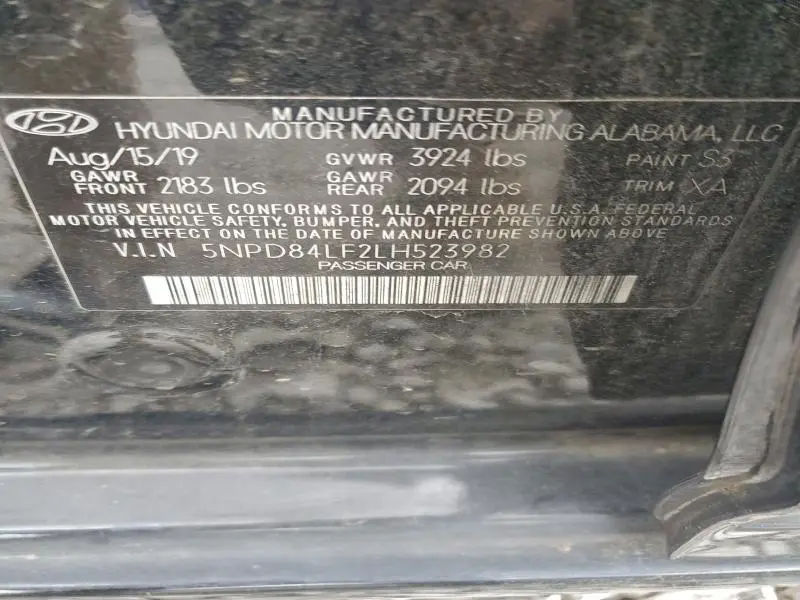 MANUFACTURED BY
HYUNDAI MOTOR MANUFACTURING ALABAMA, LLC
Aug/15/19 GVWR 3924 lbs PAINT S3
GAWR FRONT 2183 lbs GAWR REAR 2094 lbs TRIM XA
THIS VEHICLE CONFORMS TO ALL APPLICABLE U.S.A. FEDERAL
MOTOR VEHICLE SAFETY, BUMPER, AND THEFT PREVENTION STANDARDS
IN EFFECT ON THE DATE OF MANUFACTURE SHOWN ABOVE.
V.I.N 5NPD84LF2LH523982
PASSENGER CAR